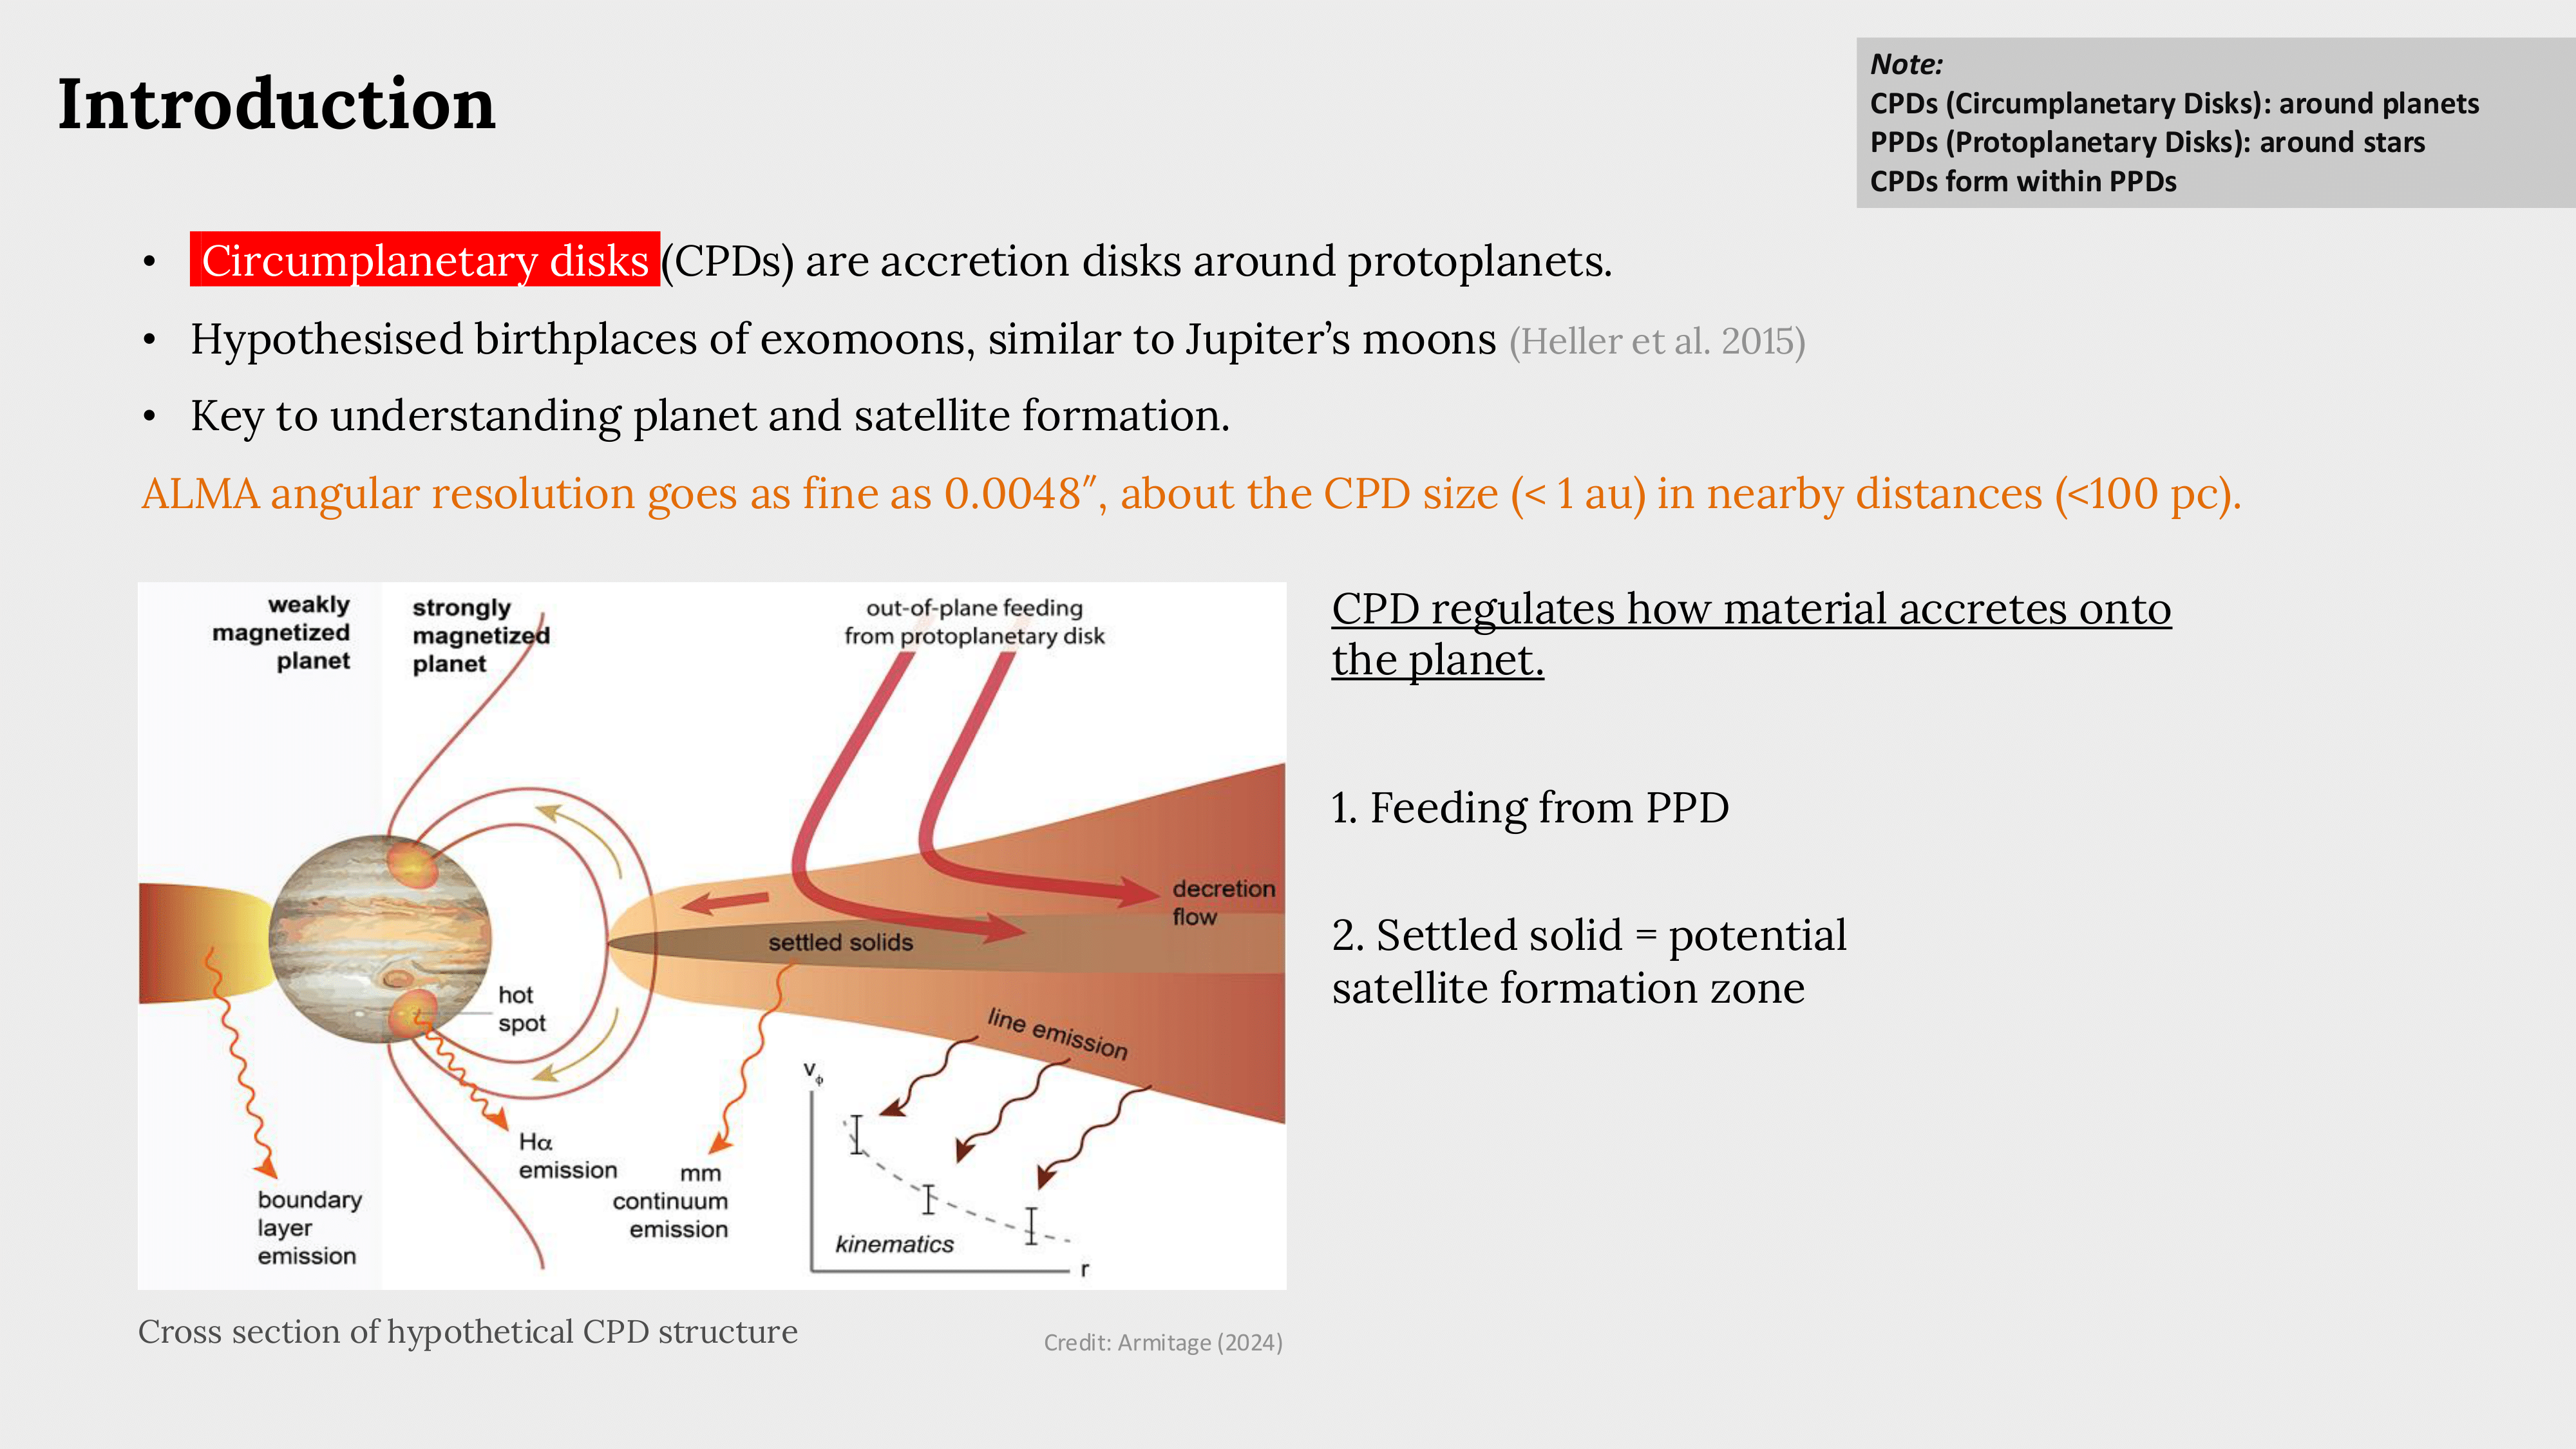 Introduction
Note:
CPDs (Circumplanetary Disks): around planets
PPDs (Protoplanetary Disks): around stars
CPDs form within PPDs
• Circumplanetary disks (CPDs) are accretion disks around protoplanets.
• Hypothesised birthplaces of exomoons, similar to Jupiter’s moons (Heller et al. 2015)
• Key to understanding planet and satellite formation.
ALMA angular resolution goes as fine as 0.0048″, about the CPD size (< 1 au) in nearby distances (<100 pc).
weakly
magnetized
planet
strongly
magnetized
planet
out-of-plane feeding
from protoplanetary disk
decretion
flow
settled solids
hot
spot
line emission
Hα
emission
mm
continuum
emission
boundary
layer
emission
vϕ
kinematics
r
Cross section of hypothetical CPD structure
Credit: Armitage (2024)
CPD regulates how material accretes onto
the planet.
1. Feeding from PPD
2. Settled solid = potential
satellite formation zone